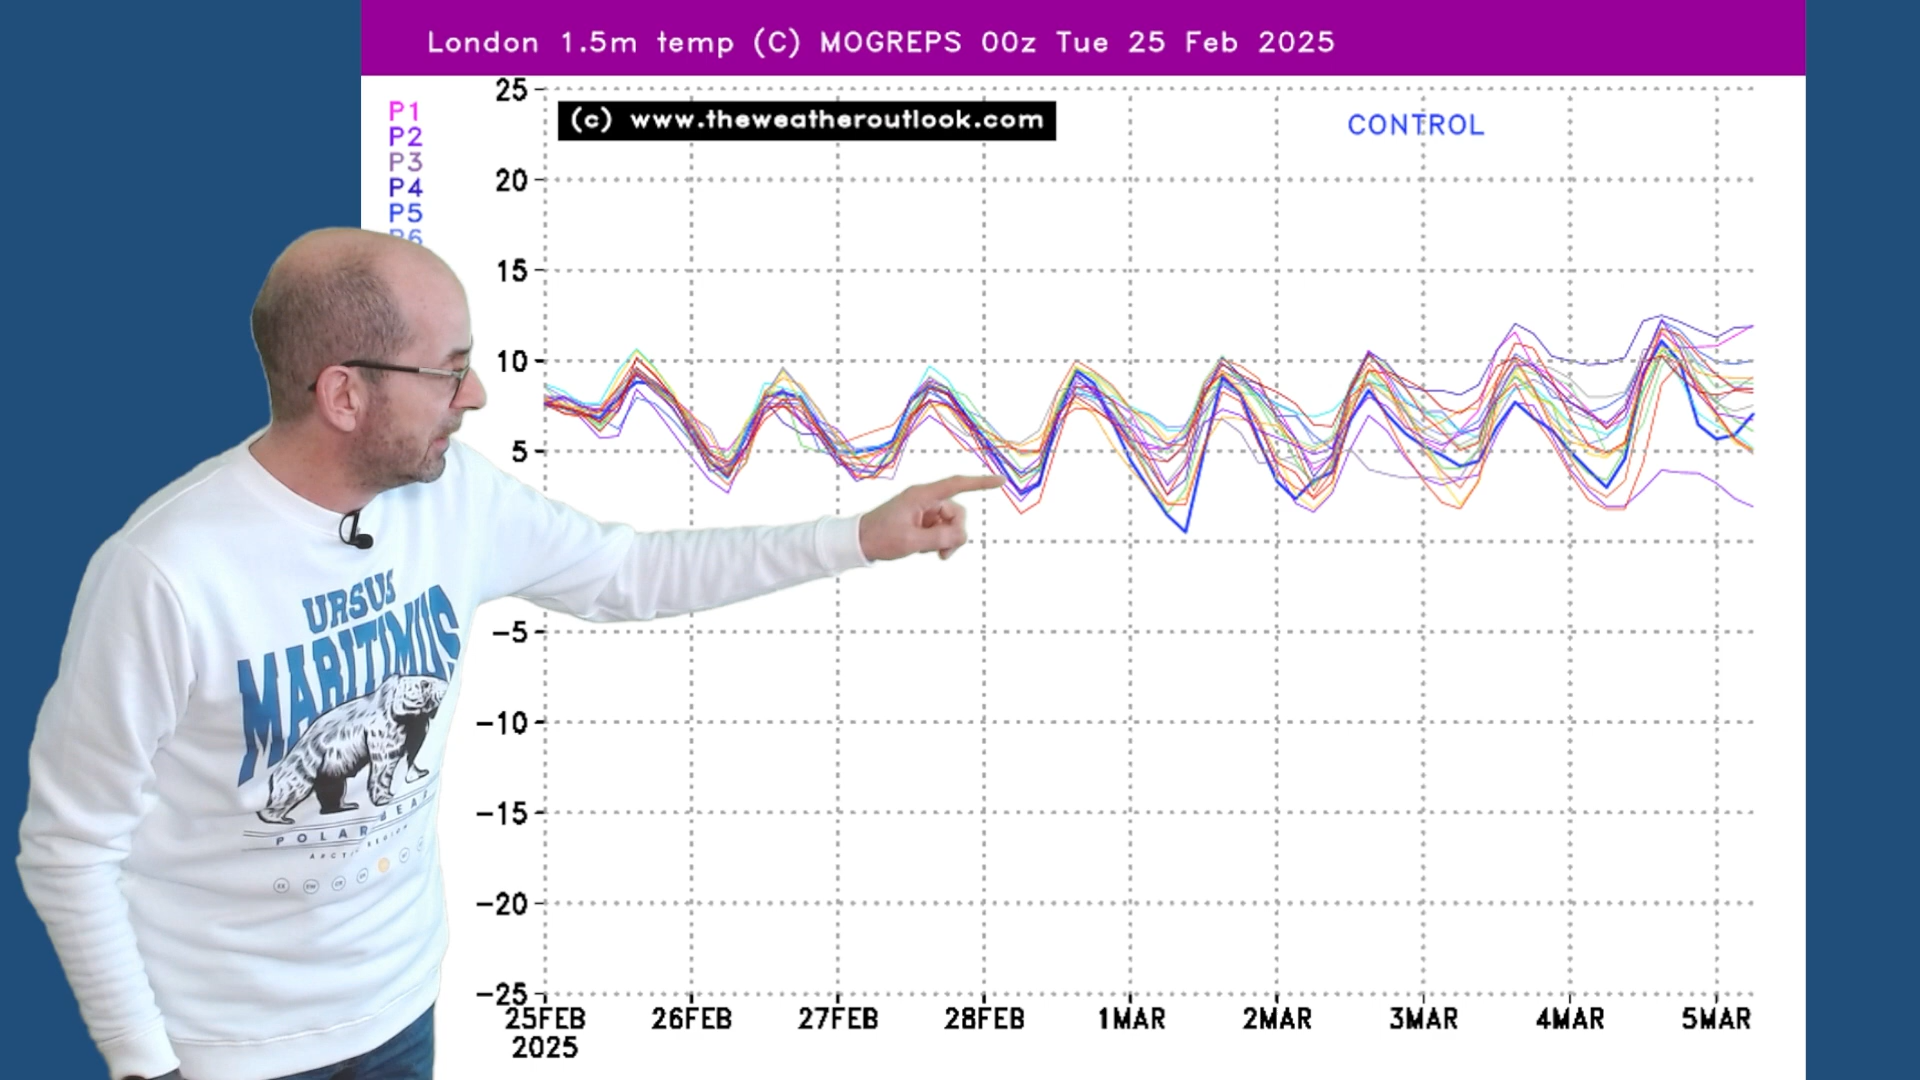 London 1.5m temp (C) MOGREPS 00z Tue 25 Feb 2025
(c) www.theweatheroutlook.com
CONTROL
P1
P2
P3
P4
P5
P6
25
20
15
10
5
−5
−10
−15
−20
−25
25FEB 26FEB 27FEB 28FEB 1MAR 2MAR 3MAR 4MAR 5MAR
2025
URSUS
MARITIMUS
POLAR BEAR